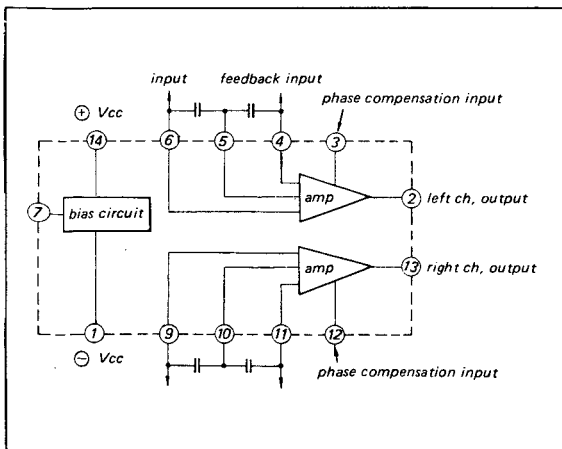 input feedback input
phase compensation input
⊕ Vcc
14 6 5 4 3
amp 2 left ch, output
7 bias circuit
amp 13 right ch, output
1 9 10 11 12
⊖ Vcc
phase compensation input